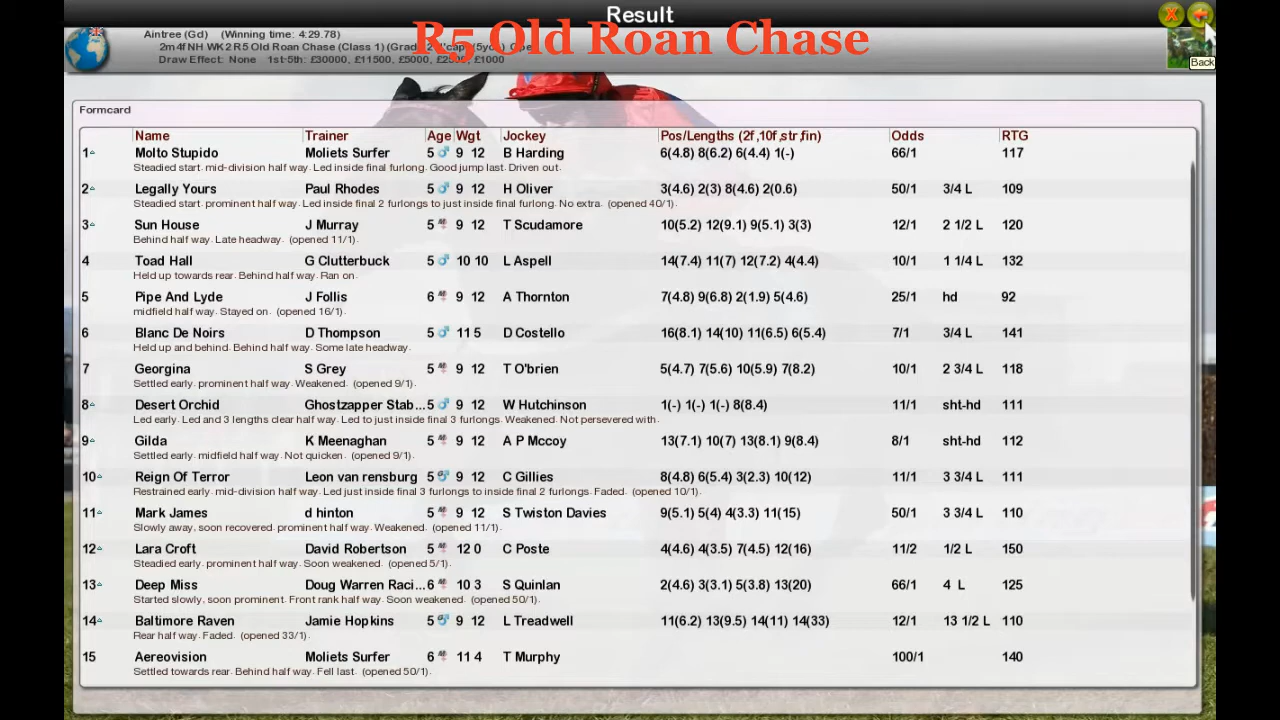 Result
R5 Old Roan Chase
Aintree (Gd) (Winning time: 4:29.78)
2m4f NH WK2 R5 Old Roan Chase (Class 1)
Draw Effect: None 1st-5th: £30000, £11500, £5000, £1000
Back
Formcard
Name Trainer Age Wgt Jockey Pos/Lengths (2f,10f,str,fin) Odds RTG
1 Molto Stupido Moliets Surfer 5 9 12 B Harding 6(4.8) 8(6.2) 6(4.4) 1(-) 66/1 117
Steadied start. mid-division half way. Led inside final furlong. Good jump last. Driven out.
2 Legally Yours Paul Rhodes 5 9 12 H Oliver 3(4.6) 2(3) 8(4.6) 2(0.6) 50/1 3/4 L 109
Steadied start. prominent half way. Led inside final 2 furlongs to just inside final furlong. No extra. (opened 40/1).
3 Sun House J Murray 5 9 12 T Scudamore 10(5.2) 12(9.1) 9(5.1) 3(3) 12/1 2 1/2 L 120
Behind half way. Late headway. (opened 11/1).
4 Toad Hall G Clutterbuck 5 10 10 L Aspell 14(7.4) 11(7) 12(7.2) 4(4.4) 10/1 1 1/4 L 132
Held up towards rear. Behind half way. Ran on.
5 Pipe And Lyde J Follis 6 9 12 A Thornton 7(4.8) 9(6.8) 2(1.9) 5(4.6) 25/1 hd 92
midfield half way. Stayed on. (opened 16/1).
6 Blanc De Noirs D Thompson 5 11 5 D Costello 16(8.1) 14(10) 11(6.5) 6(5.4) 7/1 3/4 L 141
Held up and behind. Behind half way. Some late headway.
7 Georgina S Grey 5 9 12 T O'brien 5(4.7) 7(5.6) 10(5.9) 7(8.2) 10/1 2 3/4 L 118
Settled early. prominent half way. Weakened. (opened 9/1).
8 Desert Orchid Ghostzapper Stab... 5 9 12 W Hutchinson 1(-) 1(-) 1(-) 8(8.4) 11/1 sht-hd 111
Led early. Led and 3 lengths clear half way. Led to just inside final 3 furlongs. Weakened. Not persevered with.
9 Gilda K Meenaghan 5 9 12 A P Mccoy 13(7.1) 10(7) 13(8.1) 9(8.4) 8/1 sht-hd 112
Settled early. midfield half way. Not quicken. (opened 9/1).
10 Reign Of Terror Leon van rensburg 5 9 12 C Gillies 8(4.8) 6(5.4) 3(2.3) 10(12) 11/1 3 3/4 L 111
Restrained early. mid-division half way. Led just inside final 3 furlongs to inside final 2 furlongs. Faded. (opened 10/1).
11 Mark James d hinton 5 9 12 S Twiston Davies 9(5.1) 5(4) 4(3.3) 11(15) 50/1 3 3/4 L 110
Slowly away, soon recovered. prominent half way. Weakened. (opened 11/1).
12 Lara Croft David Robertson 5 12 0 C Poste 4(4.6) 4(3.5) 7(4.5) 12(16) 11/2 1/2 L 150
Steadied early. prominent half way. Soon weakened. (opened 5/1).
13 Deep Miss Doug Warren Raci... 6 10 3 S Quinlan 2(4.6) 3(3.1) 5(3.8) 13(20) 66/1 4 L 125
Started slowly, soon prominent. Front rank half way. Soon weakened. (opened 50/1).
14 Baltimore Raven Jamie Hopkins 5 9 12 L Treadwell 11(6.2) 13(9.5) 14(11) 14(33) 12/1 13 1/2 L 110
Rear half way. Faded. (opened 33/1).
15 Aereovision Moliets Surfer 6 11 4 T Murphy 100/1 140
Settled towards rear. Behind half way. Fell last. (opened 50/1).